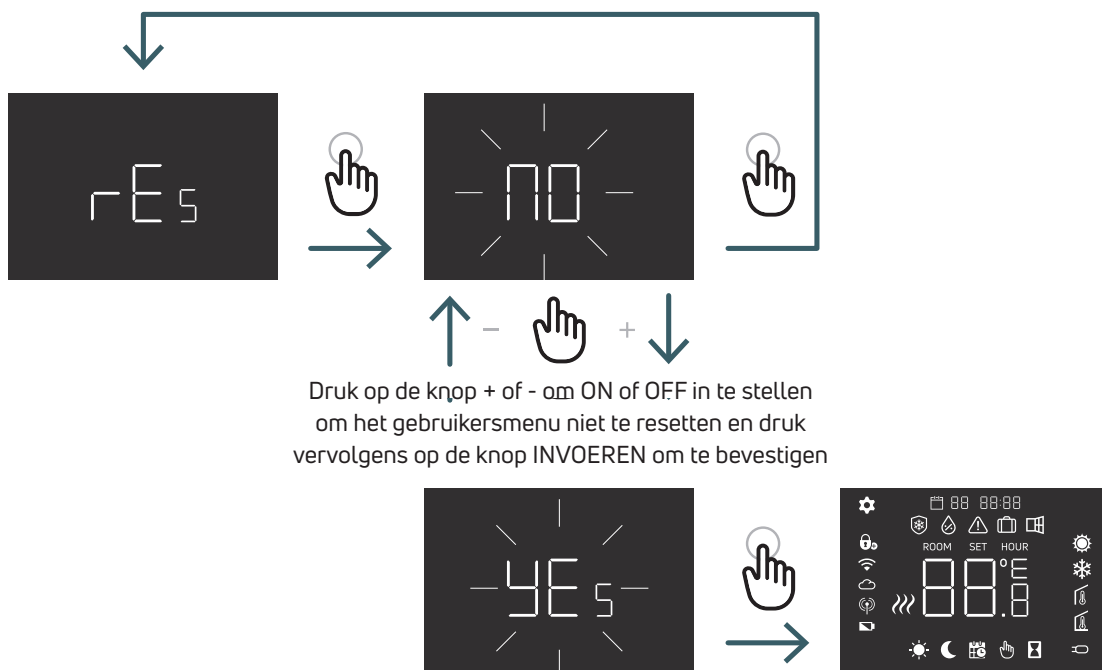 rEs
NO
- +
Druk op de knop + of - om ON of OFF in te stellen
om het gebruikersmenu niet te resetten en druk
vervolgens op de knop INVOEREN om te bevestigen
yEs
88 88:88
ROOM SET HOUR
88.8°E